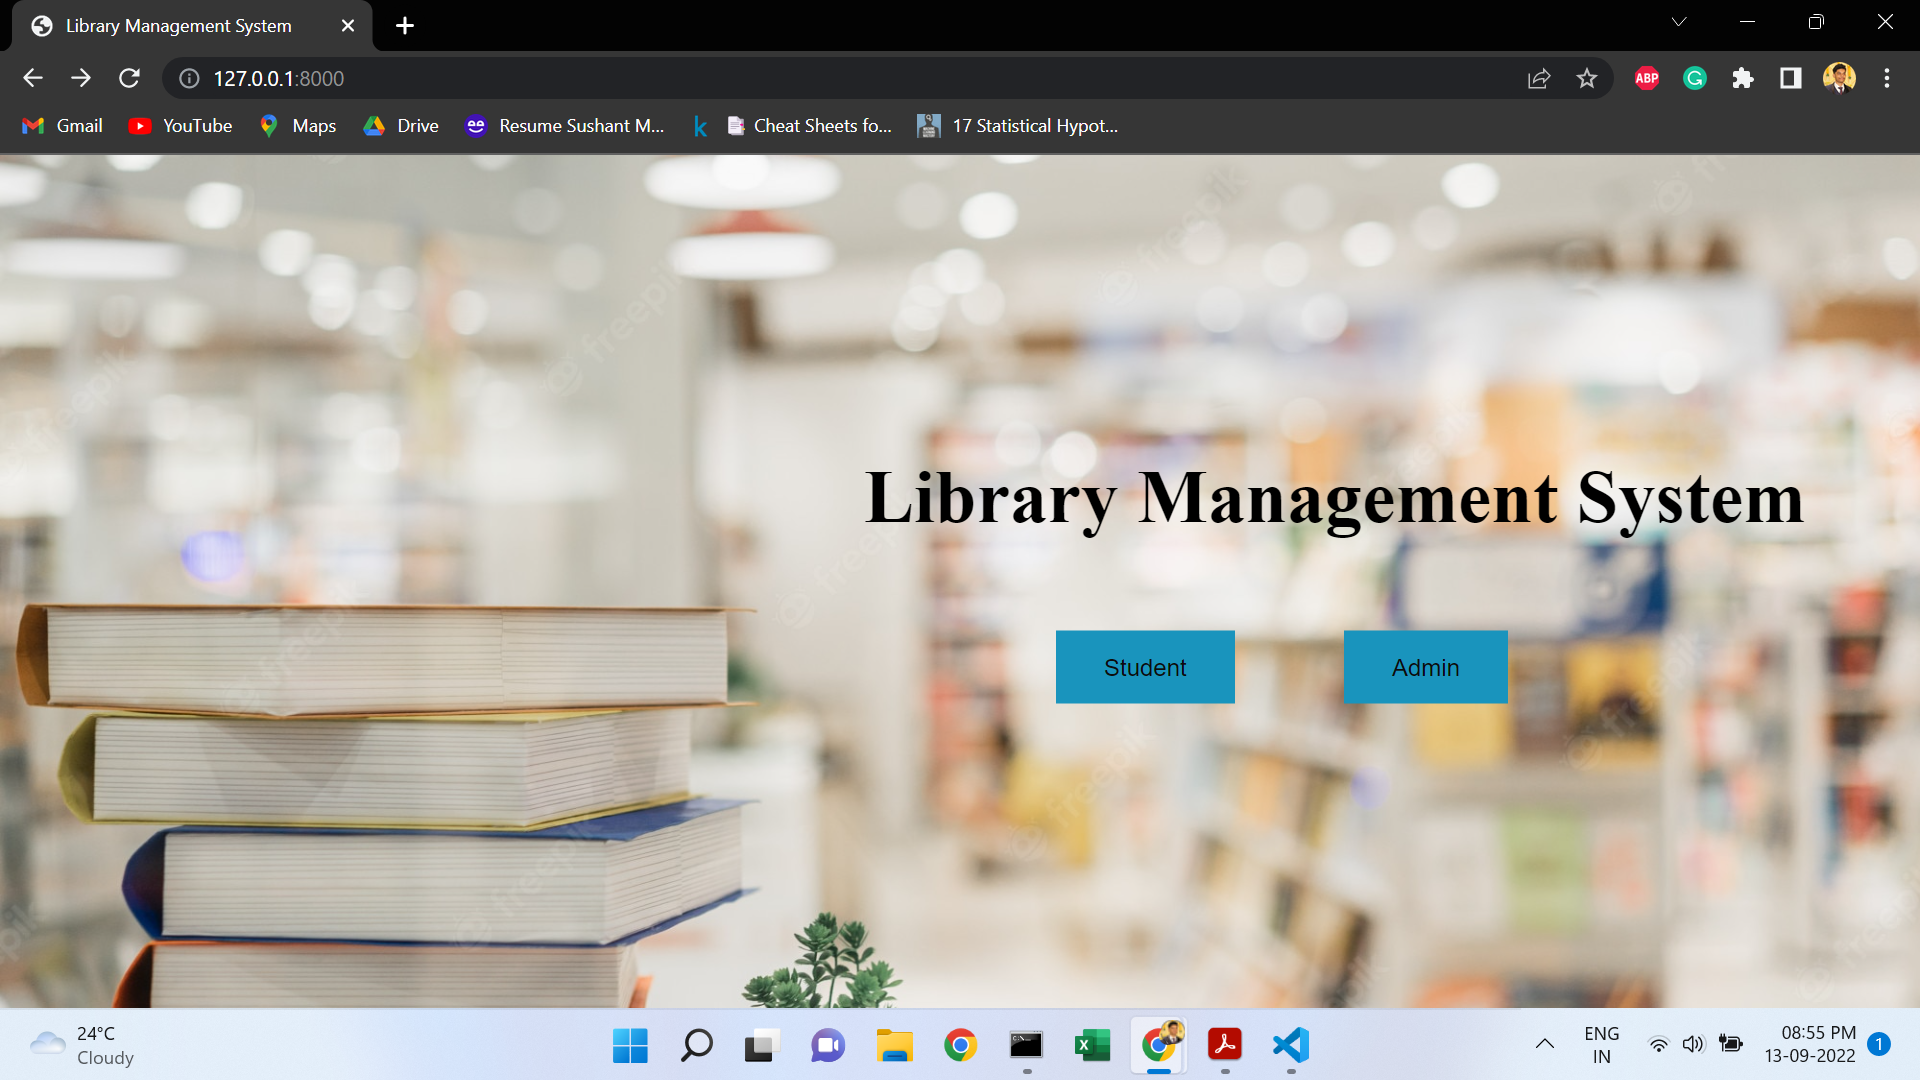 Library Management System
127.0.0.1:8000
ABP
G
Gmail YouTube Maps Drive Resume Sushant M... k Cheat Sheets fo... 17 Statistical Hypot...
freepik
Library Management System
Student Admin
24°C
Cloudy
ENG
IN
08:55 PM
13-09-2022
1